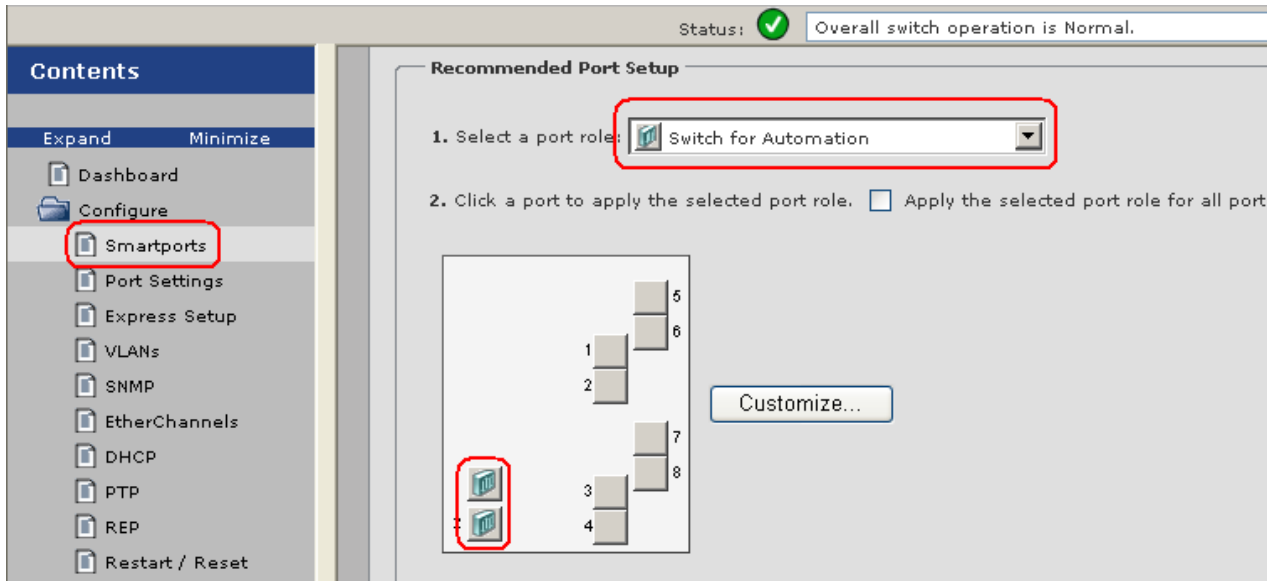 Status: Overall switch operation is Normal.
Contents
Expand Minimize
Dashboard
Configure
Smartports
Port Settings
Express Setup
VLANs
SNMP
EtherChannels
DHCP
PTP
REP
Restart / Reset
Recommended Port Setup
1. Select a port role: Switch for Automation
2. Click a port to apply the selected port role. Apply the selected port role for all port
5
6
1
2
7
8
3
4
2
Customize...